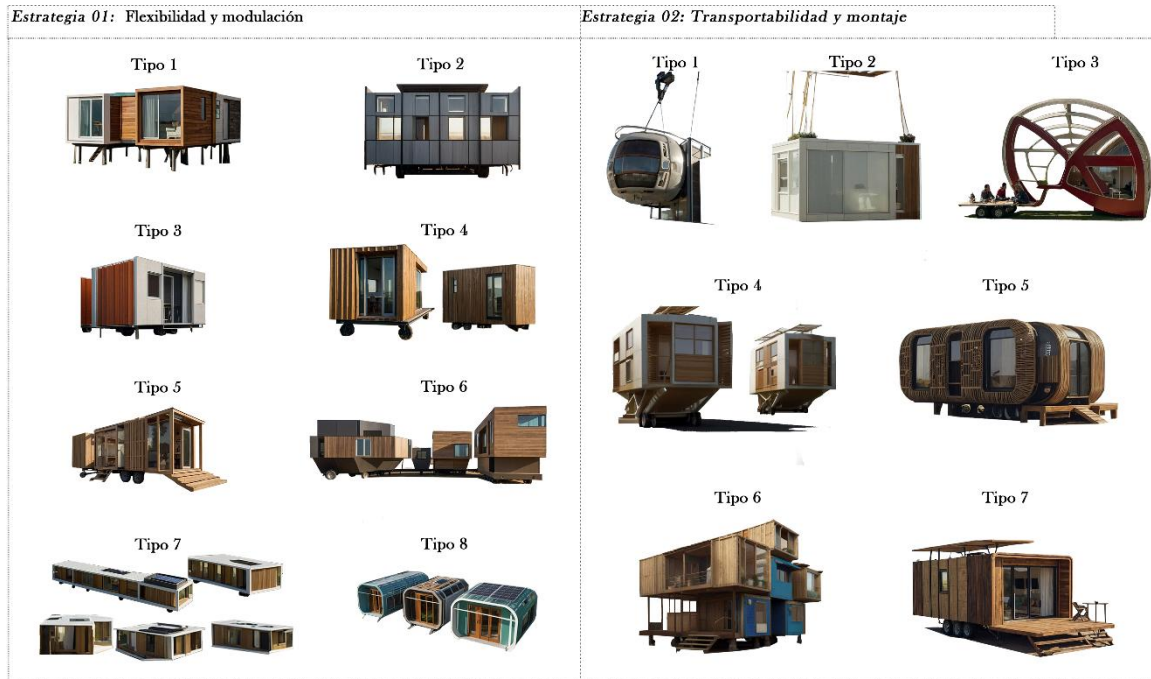 Estrategia 01: Flexibilidad y modulación
Tipo 1
Tipo 2
Tipo 3
Tipo 4
Tipo 5
Tipo 6
Tipo 7
Tipo 8
Estrategia 02: Transportabilidad y montaje
Tipo 1
Tipo 2
Tipo 3
Tipo 4
Tipo 5
Tipo 6
Tipo 7